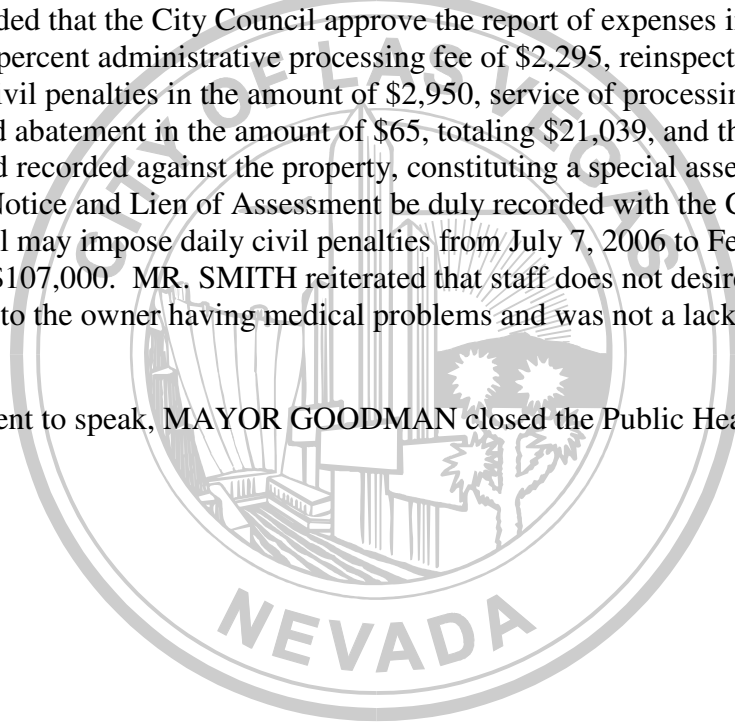 ded that the City Council approve the report of expenses i
percent administrative processing fee of $2,295, reinspect
ivil penalties in the amount of $2,950, service of processin
d abatement in the amount of $65, totaling $21,039, and th
d recorded against the property, constituting a special asse
Notice and Lien of Assessment be duly recorded with the C
l may impose daily civil penalties from July 7, 2006 to Fe
$107,000. MR. SMITH reiterated that staff does not desire
to the owner having medical problems and was not a lack
ent to speak, MAYOR GOODMAN closed the Public Hea
CITY OF LAS VEGAS
NEVADA